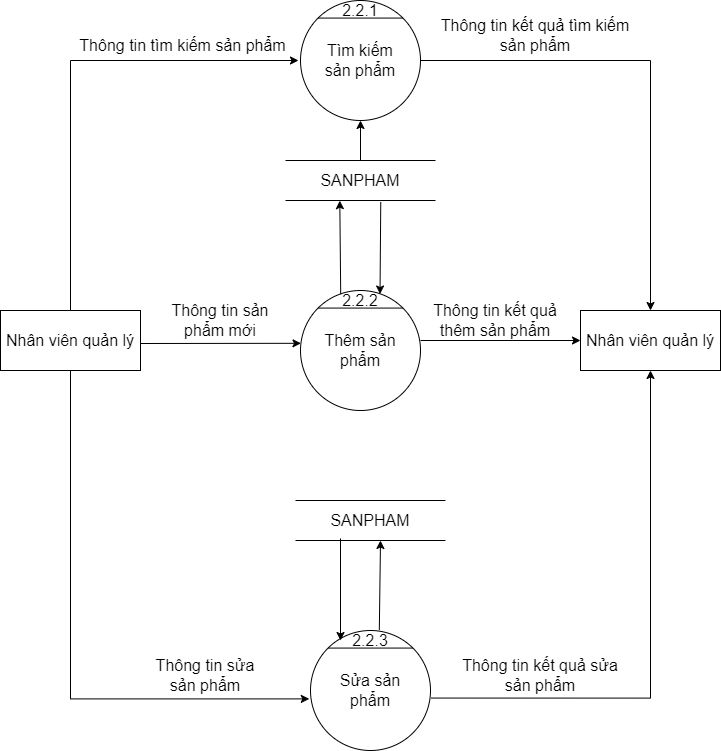 2.2.1
Tìm kiếm
sản phẩm
Thông tin tìm kiếm sản phẩm
Thông tin kết quả tìm kiếm
sản phẩm
SANPHAM
2.2.2
Thêm sản
phẩm
Thông tin sản
phẩm mới
Thông tin kết quả
thêm sản phẩm
Nhân viên quản lý
Nhân viên quản lý
SANPHAM
2.2.3
Sửa sản
phẩm
Thông tin sửa
sản phẩm
Thông tin kết quả sửa
sản phẩm